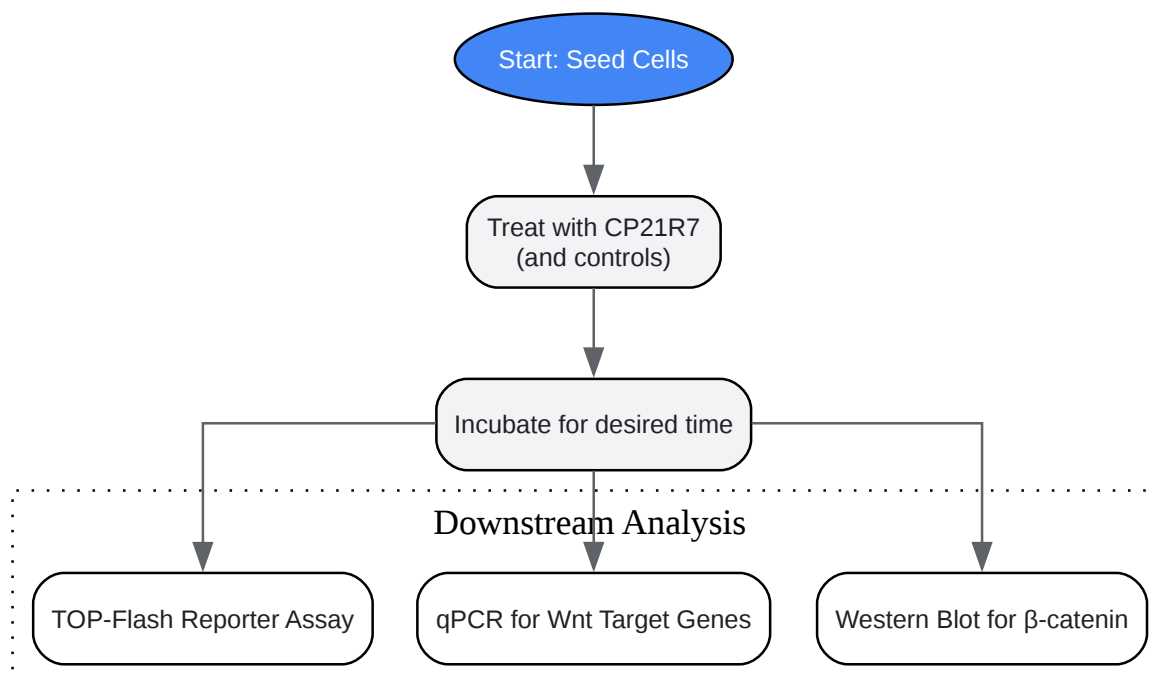 Start: Seed Cells
Treat with CP21R7
(and controls)
Incubate for desired time
Downstream Analysis
TOP-Flash Reporter Assay
qPCR for Wnt Target Genes
Western Blot for β-catenin